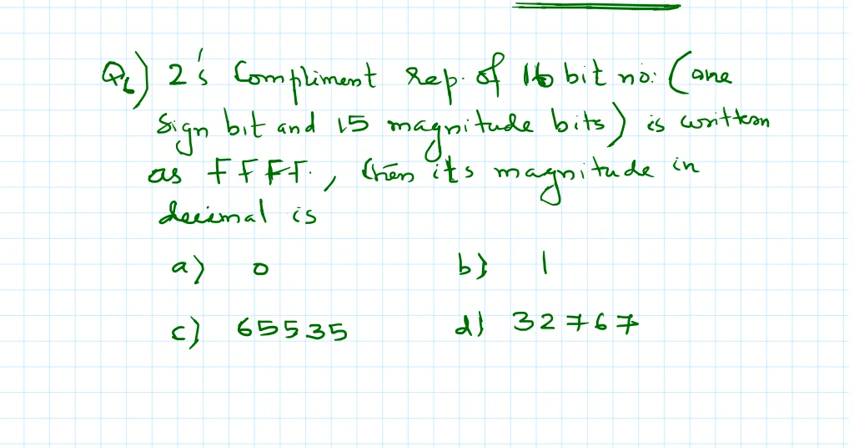 Q6) 2's Compliment Rep. of 16 bit no: (one
sign bit and 15 magnitude bits) is written
as FFFF, then its magnitude in
decimal is
a) 0 b) 1
c) 65535 d) 32767